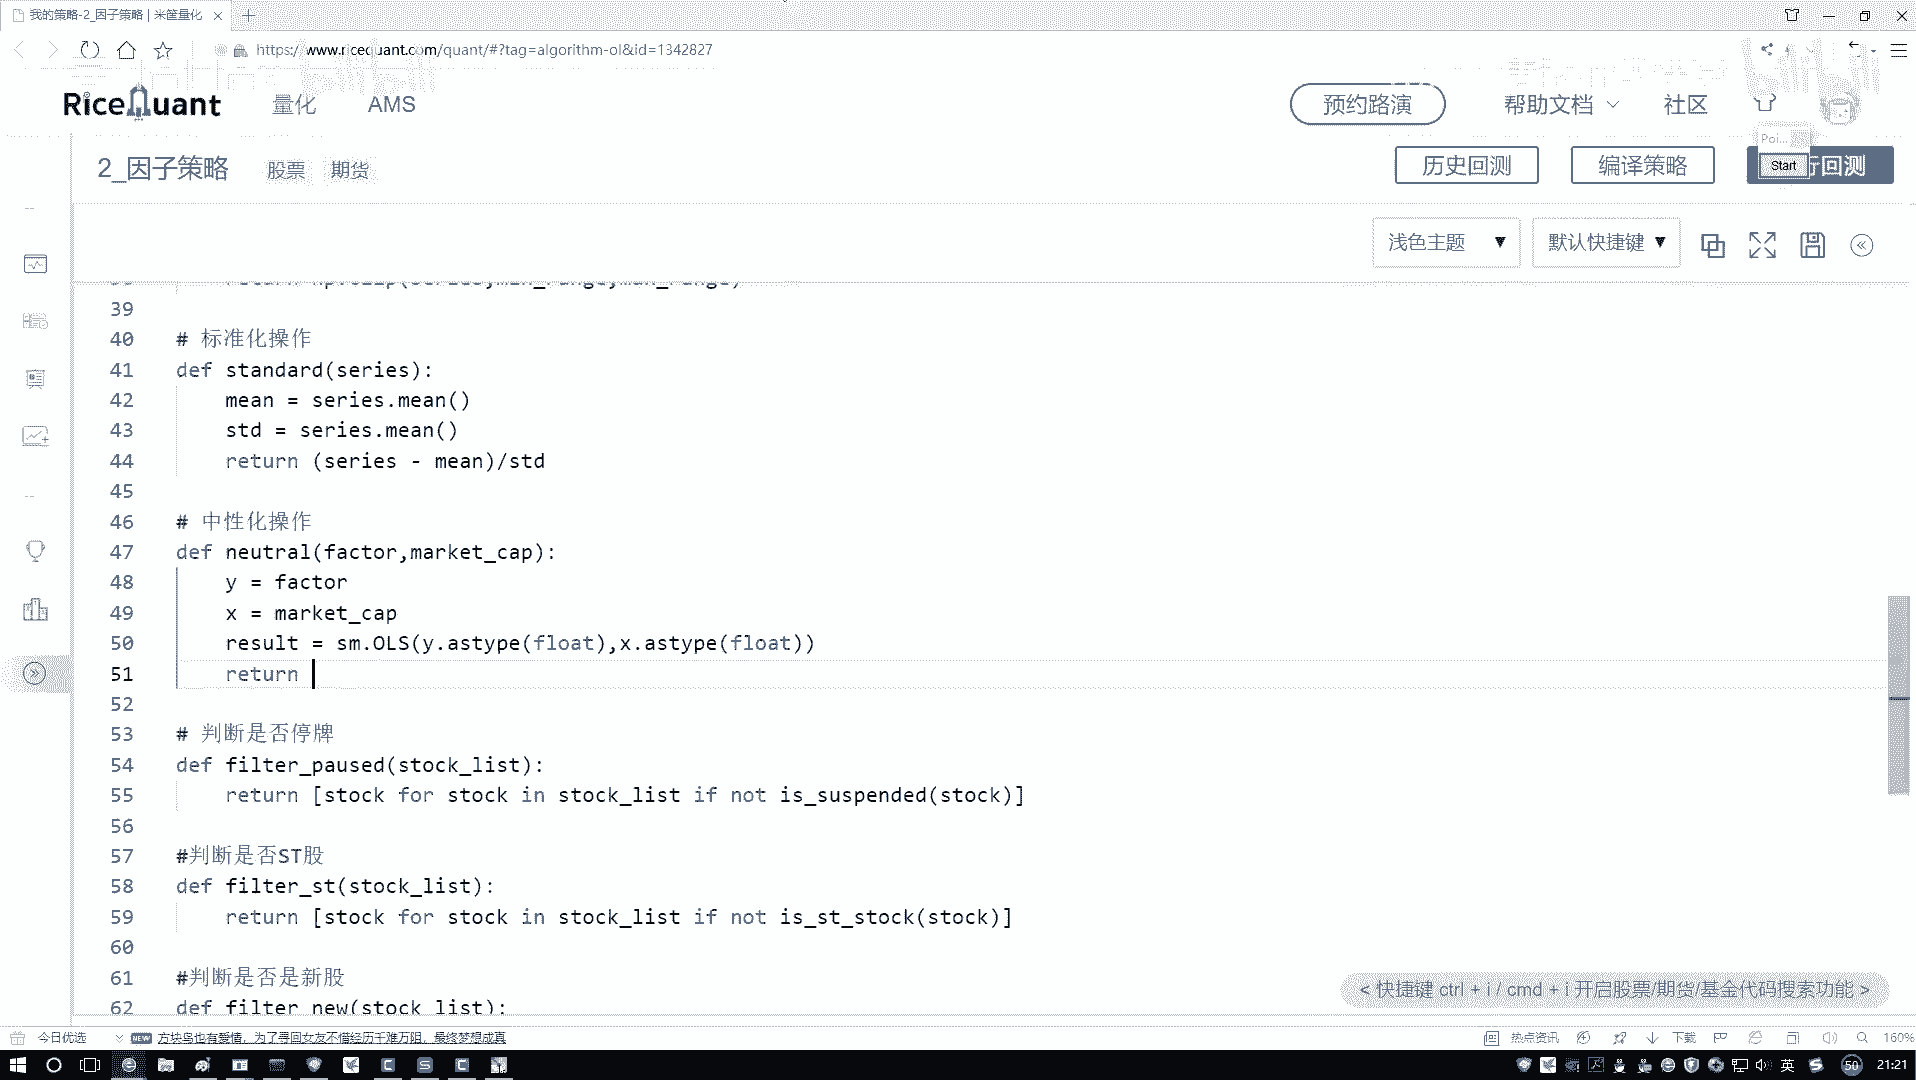 我的策略-2_因子策略 | 米筐量化
https://www.ricequant.com/quant/#?tag=algorithm-ol&id=1342827
RiceQuant 量化 AMS 预约路演 帮助文档 社区
Poi...
2_因子策略 股票 期货 历史回测 编译策略 Start 回测
浅色主题 ▼ 默认快捷键 ▼
39
40 # 标准化操作
41 def standard(series):
42 mean = series.mean()
43 std = series.mean()
44 return (series - mean)/std
45
46 # 中性化操作
47 def neutral(factor,market_cap):
48 y = factor
49 x = market_cap
50 result = sm.OLS(y.astype(float),x.astype(float))
51 return
52
53 # 判断是否停牌
54 def filter_paused(stock_list):
55 return [stock for stock in stock_list if not is_suspended(stock)]
56
57 #判断是否ST股
58 def filter_st(stock_list):
59 return [stock for stock in stock_list if not is_st_stock(stock)]
60
61 #判断是否是新股
62 def filter_new(stock_list):
< 快捷键 ctrl + i / cmd + i 开启股票/期货/基金代码搜索功能 >
今日优选 NEW 方块鸟也有爱情，为了寻回女友不惜经历千难万阻，最终梦想成真 热点资讯 下载 160%
英 50 21:21